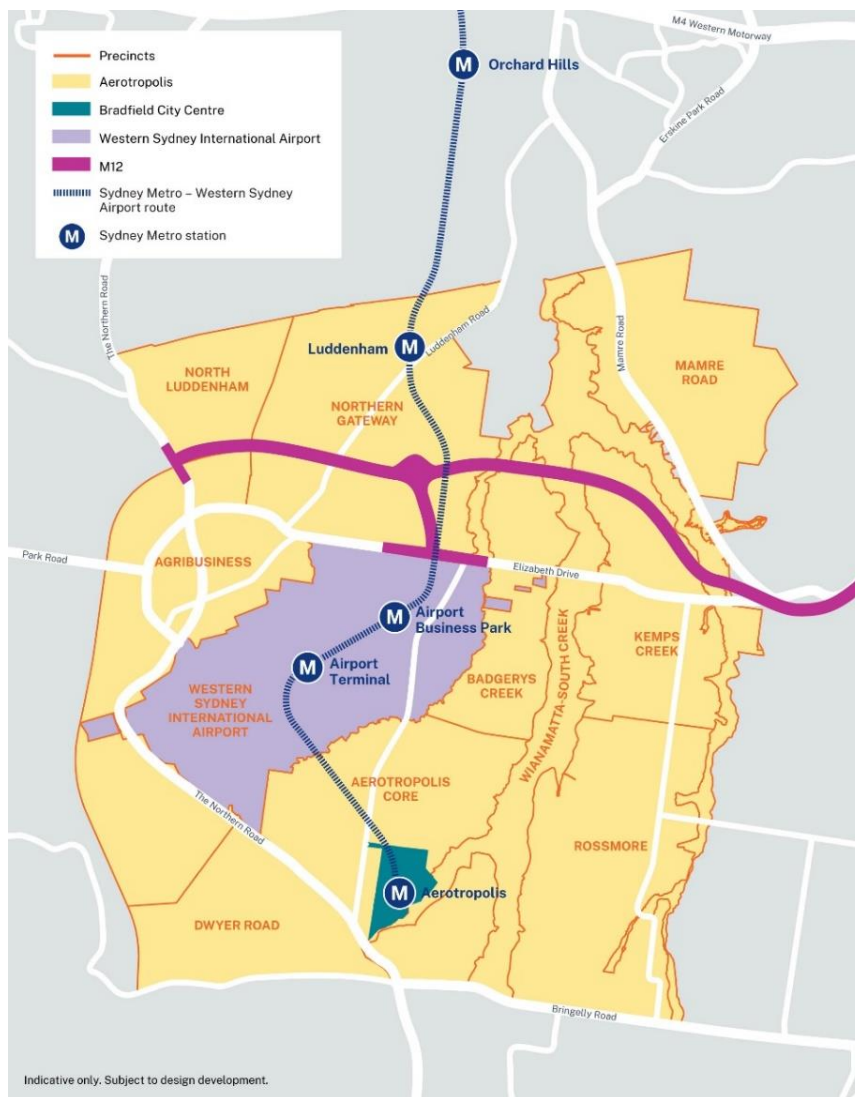 Precincts
Aerotropolis
Bradfield City Centre
Western Sydney International Airport
M12
Sydney Metro – Western Sydney
Airport route
M
Sydney Metro station
M4 Western Motorway
M
Orchard Hills
Erskine Park Road
The Northern Road
Luddenham
M
Luddenham Road
Mamre Road
MAMRE
ROAD
NORTH
LUDDENHAM
NORTHERN
GATEWAY
Park Road
AGRIBUSINESS
Elizabeth Drive
M
Airport
Business Park
M
Airport
Terminal
KEMPS
CREEK
BADGERYS
CREEK
WIANAMATTA-SOUTH CREEK
WESTERN
SYDNEY
INTERNATIONAL
AIRPORT
AEROTROPOLIS
CORE
The Northern Road
ROSSMORE
M
Aerotropolis
DWYER ROAD
Bringelly Road
Indicative only. Subject to design development.